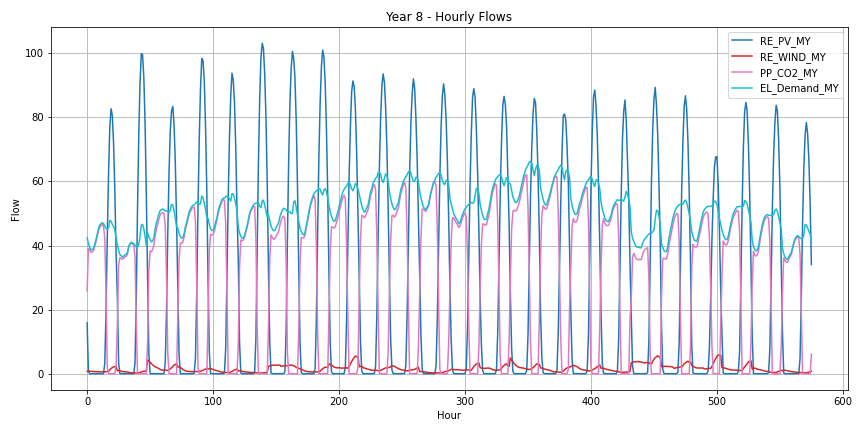 Year 8 - Hourly Flows
RE_PV_MY
RE_WIND_MY
PP_CO2_MY
EL_Demand_MY
Flow
100
80
60
40
20
0
0 100 200 300 400 500 600
Hour